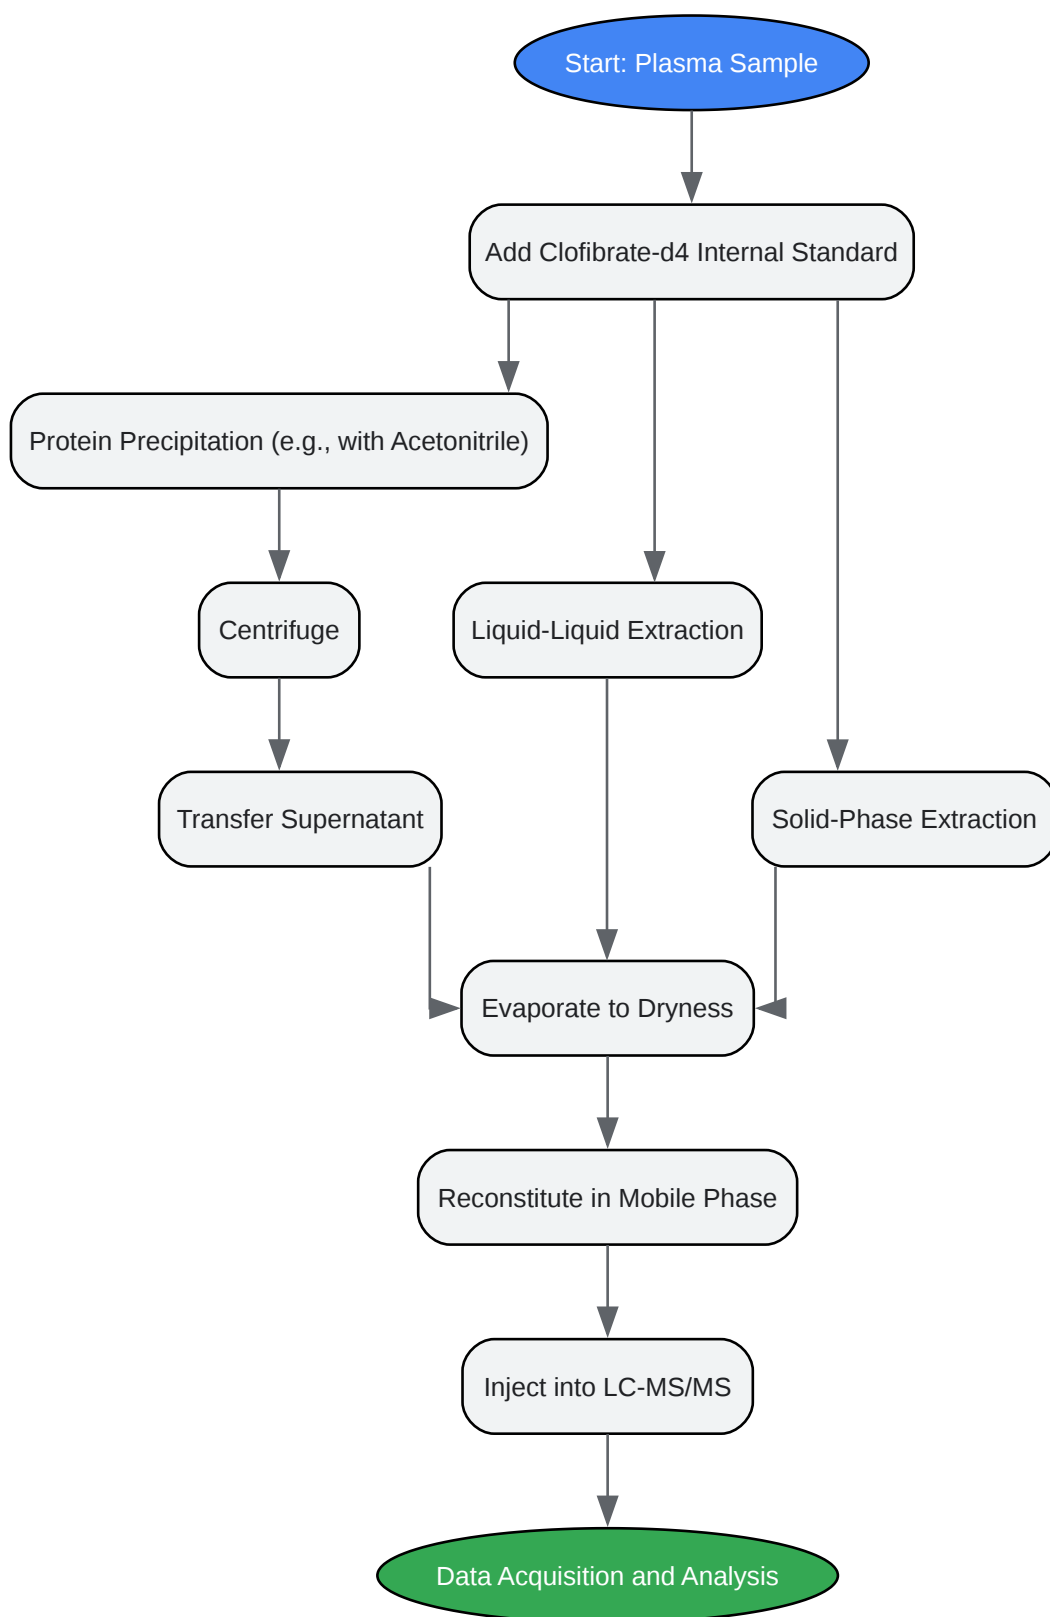 Start: Plasma Sample
Add Clofibrate-d4 Internal Standard
Protein Precipitation (e.g., with Acetonitrile)
Centrifuge
Liquid-Liquid Extraction
Transfer Supernatant
Solid-Phase Extraction
Evaporate to Dryness
Reconstitute in Mobile Phase
Inject into LC-MS/MS
Data Acquisition and Analysis